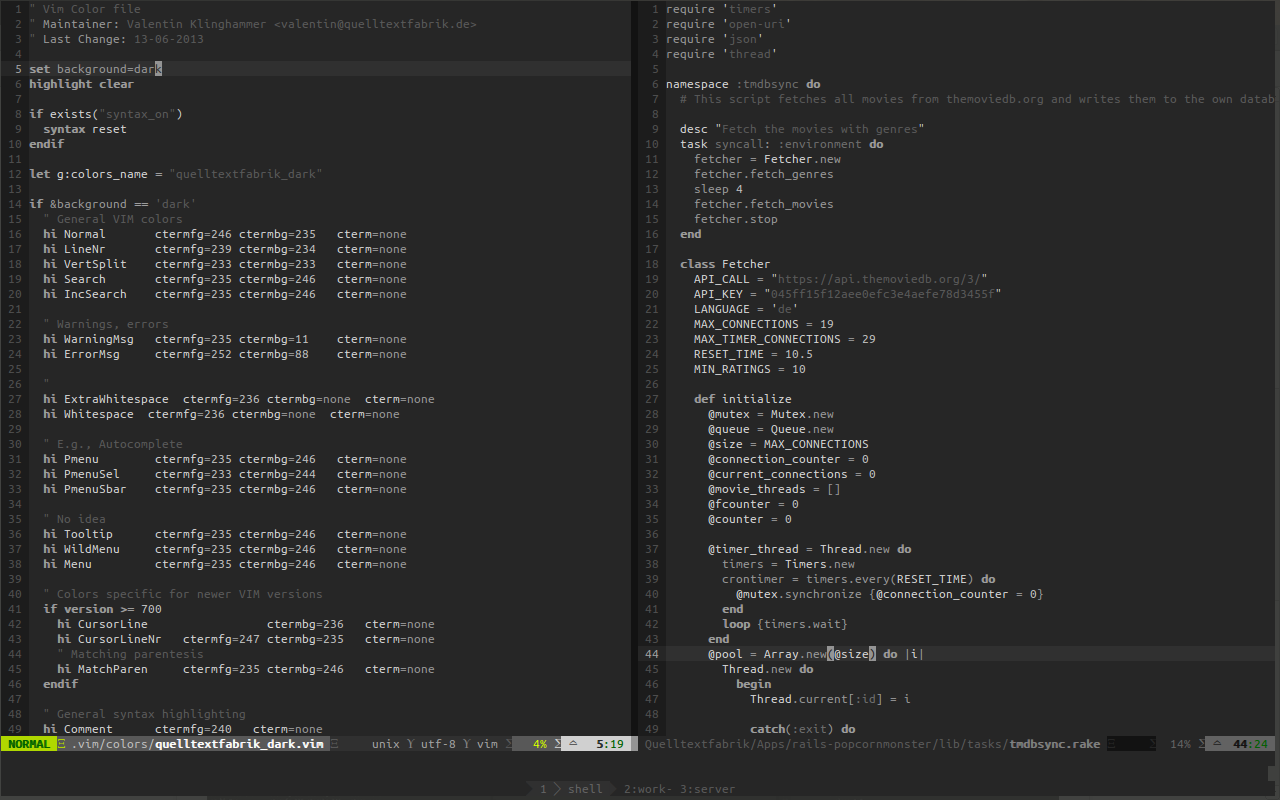 1 " Vim Color file
2 " Maintainer: Valentin Klinghammer <valentin@quelltextfabrik.de>
3 " Last Change: 13-06-2013
4
5 set background=dark
6 highlight clear
7
8 if exists("syntax_on")
9   syntax reset
10 endif
11
12 let g:colors_name = "quelltextfabrik_dark"
13
14 if &background == 'dark'
15   " General VIM colors
16   hi Normal       ctermfg=246 ctermbg=235   cterm=none
17   hi LineNr       ctermfg=239 ctermbg=234   cterm=none
18   hi VertSplit    ctermfg=233 ctermbg=233   cterm=none
19   hi Search       ctermfg=235 ctermbg=246   cterm=none
20   hi IncSearch    ctermfg=235 ctermbg=246   cterm=none
21
22   " Warnings, errors
23   hi WarningMsg   ctermfg=235 ctermbg=11    cterm=none
24   hi ErrorMsg     ctermfg=252 ctermbg=88    cterm=none
25
26   "
27   hi ExtraWhitespace  ctermfg=236 ctermbg=none  cterm=none
28   hi Whitespace  ctermfg=236 ctermbg=none  cterm=none
29
30   " E.g., Autocomplete
31   hi Pmenu        ctermfg=235 ctermbg=246   cterm=none
32   hi PmenuSel     ctermfg=233 ctermbg=244   cterm=none
33   hi PmenuSbar    ctermfg=235 ctermbg=246   cterm=none
34
35   " No idea
36   hi Tooltip      ctermfg=235 ctermbg=246   cterm=none
37   hi WildMenu     ctermfg=235 ctermbg=246   cterm=none
38   hi Menu         ctermfg=235 ctermbg=246   cterm=none
39
40   " Colors specific for newer VIM versions
41   if version >= 700
42     hi CursorLine                 ctermbg=236   cterm=none
43     hi CursorLineNr   ctermfg=247 ctermbg=235   cterm=none
44     " Matching parentesis
45     hi MatchParen     ctermfg=235 ctermbg=246   cterm=none
46   endif
47
48   " General syntax highlighting
49   hi Comment      ctermfg=240   cterm=none
NORMAL .vim/colors/quelltextfabrik_dark.vim unix utf-8 vim 4% 5:19
1 require 'timers'
2 require 'open-uri'
3 require 'json'
4 require 'thread'
5
6 namespace :tmdbsync do
7   # This script fetches all movies from themoviedb.org and writes them to the own datab
8
9   desc "Fetch the movies with genres"
10   task syncall: :environment do
11     fetcher = Fetcher.new
12     fetcher.fetch_genres
13     sleep 4
14     fetcher.fetch_movies
15     fetcher.stop
16   end
17
18   class Fetcher
19     API_CALL = "https://api.themoviedb.org/3/"
20     API_KEY = "045ff15f12aee0efc3e4aefe78d3455f"
21     LANGUAGE = 'de'
22     MAX_CONNECTIONS = 19
23     MAX_TIMER_CONNECTIONS = 29
24     RESET_TIME = 10.5
25     MIN_RATINGS = 10
26
27     def initialize
28       @mutex = Mutex.new
29       @queue = Queue.new
30       @size = MAX_CONNECTIONS
31       @connection_counter = 0
32       @current_connections = 0
33       @movie_threads = []
34       @fcounter = 0
35       @counter = 0
36
37       @timer_thread = Thread.new do
38         timers = Timers.new
39         crontimer = timers.every(RESET_TIME) do
40           @mutex.synchronize {@connection_counter = 0}
41         end
42         loop {timers.wait}
43       end
44       @pool = Array.new(@size) do |i|
45         Thread.new do
46           begin
47             Thread.current[:id] = i
48
49             catch(:exit) do
Quelltextfabrik/Apps/rails-popcornmonster/lib/tasks/tmdbsync.rake 14% 44:24
1 shell 2:work- 3:server